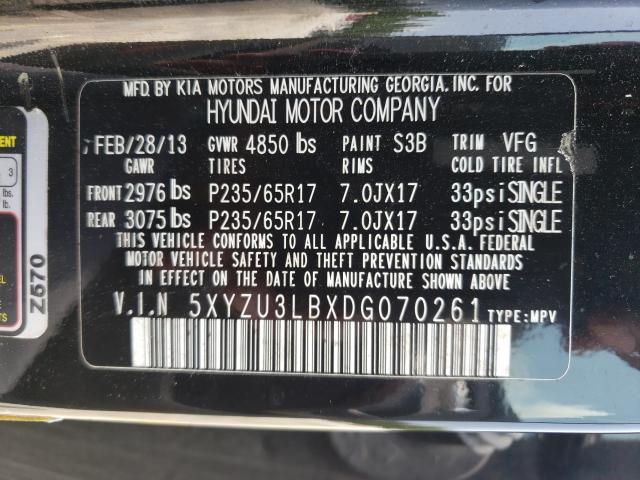 MFD. BY KIA MOTORS MANUFACTURING GEORGIA, INC. FOR
HYUNDAI MOTOR COMPANY
FEB/28/13 GVWR 4850 lbs PAINT S3B TRIM VFG
GAWR TIRES RIMS COLD TIRE INFL
FRONT 2976 lbs P235/65R17 7.0JX17 33psi SINGLE
REAR 3075 lbs P235/65R17 7.0JX17 33psi SINGLE
THIS VEHICLE CONFORMS TO ALL APPLICABLE U.S.A. FEDERAL
MOTOR VEHICLE SAFETY AND THEFT PREVENTION STANDARDS
IN EFFECT ON THE DATE OF MANUFACTURE SHOWN ABOVE
V.I.N 5XYZU3LBXDG070261 TYPE: MPV
Z570
3
lbs.
lb.